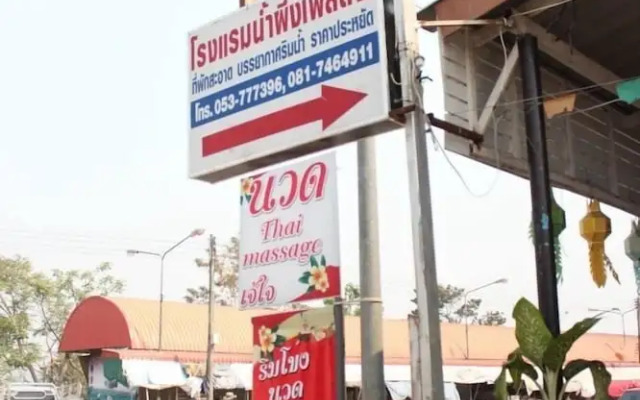 โรงแรมน้ำผึ้งเพลส
ที่พักสะอาด บรรยากาศริมน้ำ ราคาประหยัด
โทร. 053-777396, 081-7464911
นวด
Thai
massage
เจ๊ใจ
ริมโขง
นวด